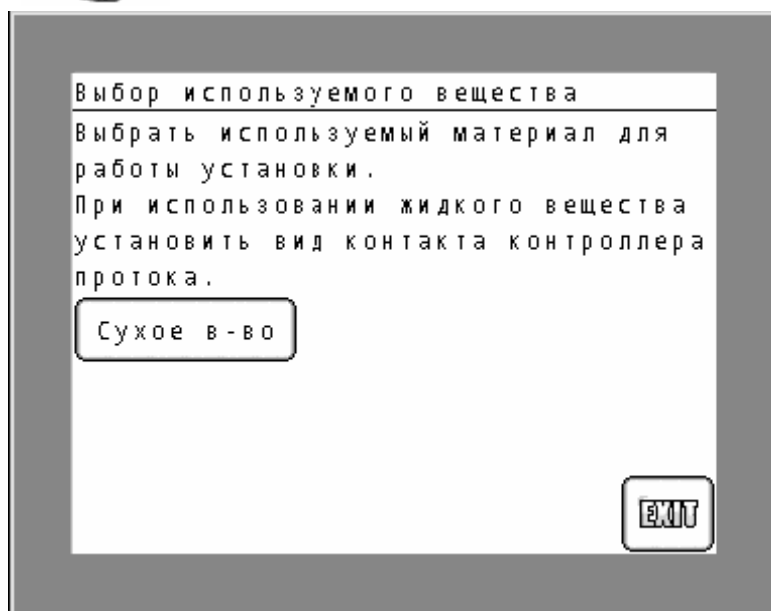 Выбор используемого вещества
Выбрать используемый материал для
работы установки.
При использовании жидкого вещества
установить вид контакта контроллера
протока.
Сухое в-во
EXIT